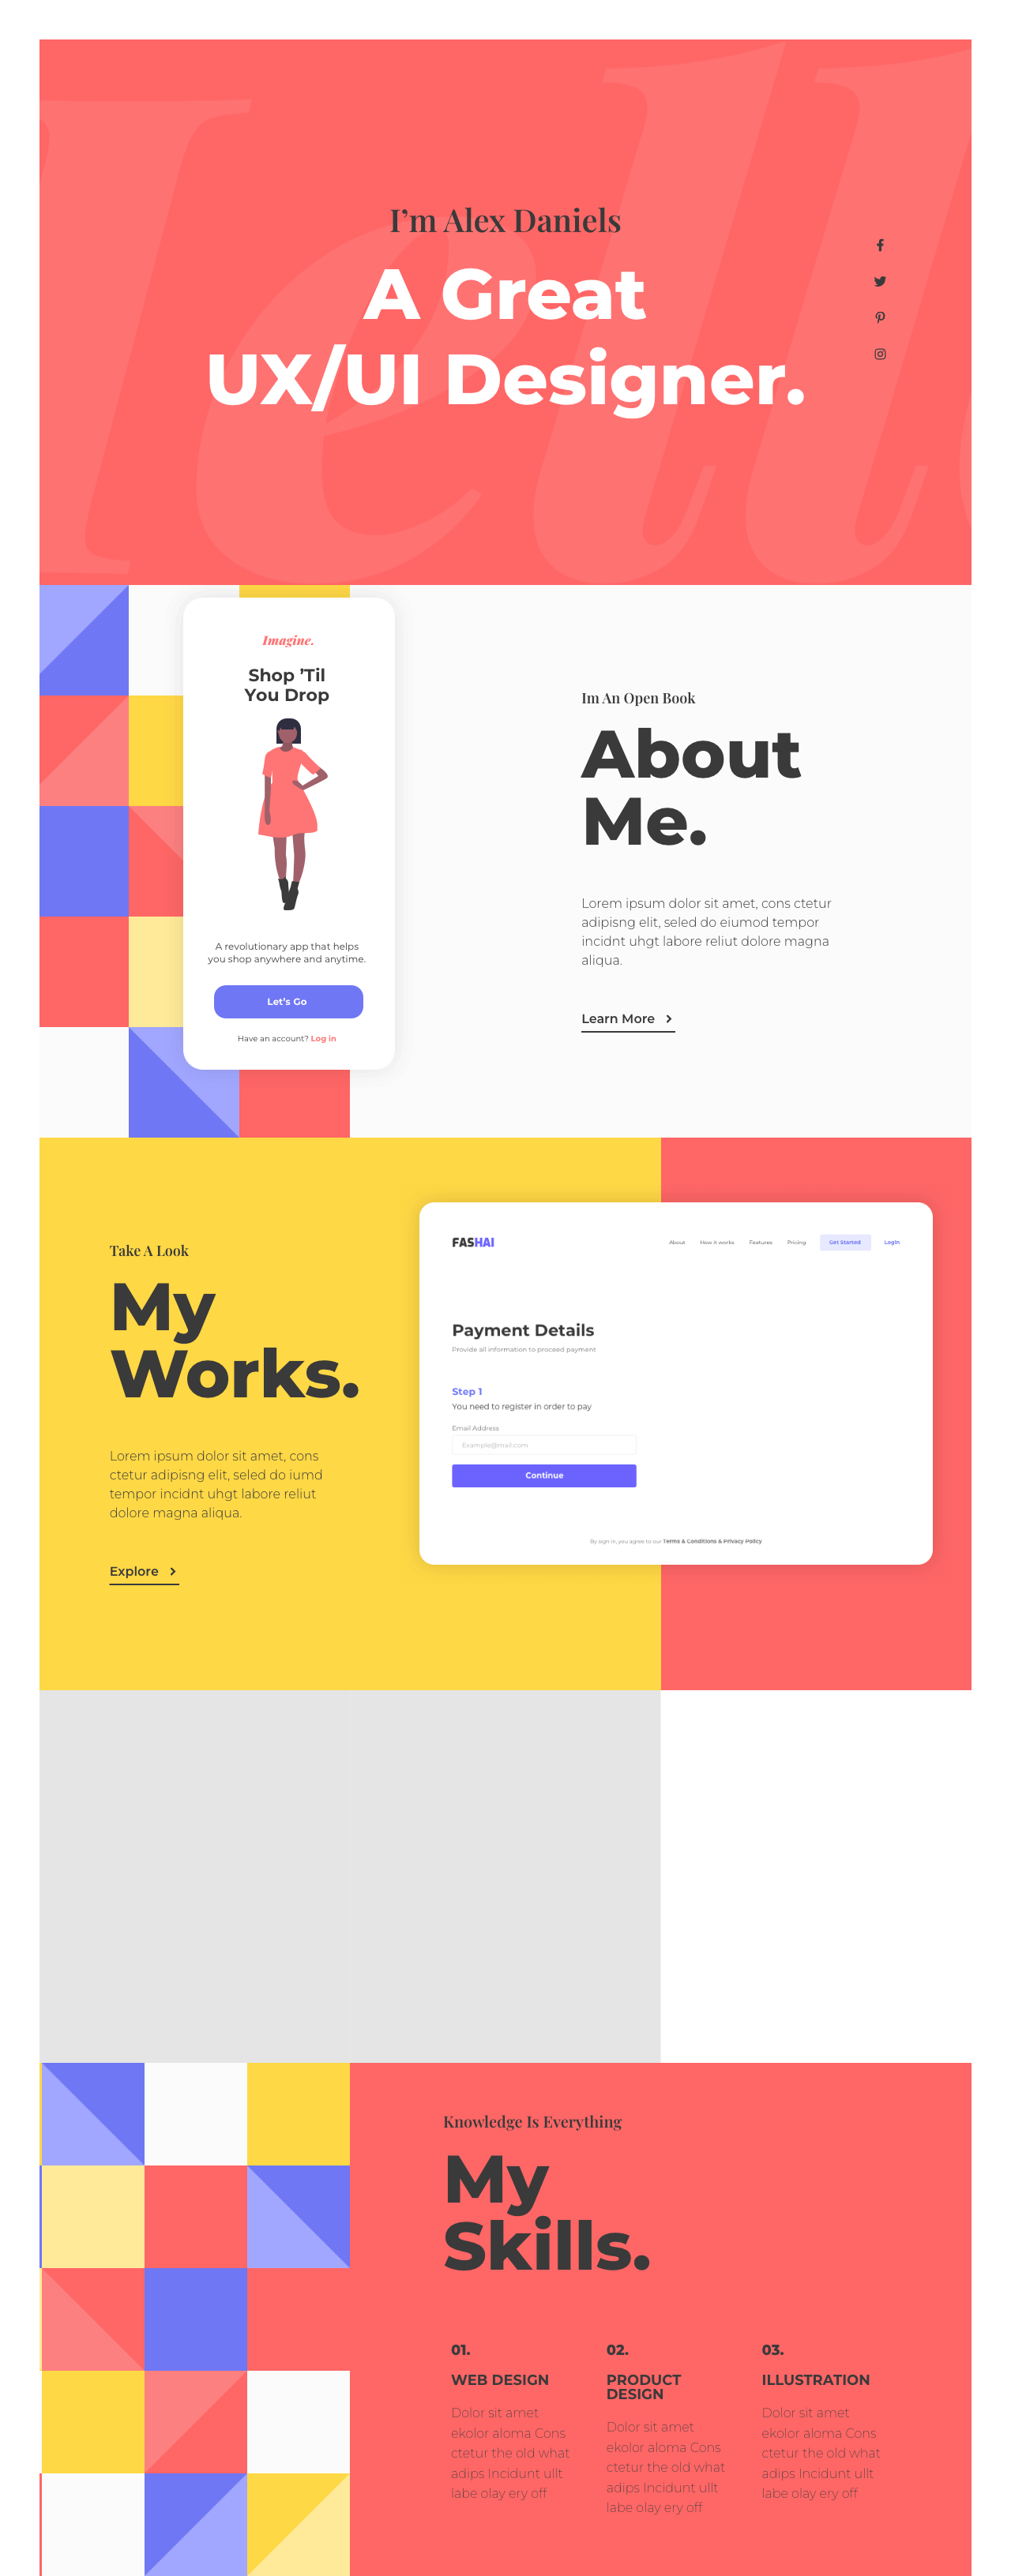 Hello
I’m Alex Daniels
A Great
UX/UI Designer.
Imagine.
Shop ’Til
You Drop
A revolutionary app that helps
you shop anywhere and anytime.
Let’s Go
Have an account? Log in
Im An Open Book
About
Me.
Lorem ipsum dolor sit amet, cons ctetur
adipisng elit, seled do eiumod tempor
incidnt uhgt labore reliut dolore magna
aliqua.
Learn More
Take A Look
My
Works.
Lorem ipsum dolor sit amet, cons
ctetur adipisng elit, seled do iumd
tempor incidnt uhgt labore reliut
dolore magna aliqua.
Explore
FASHAI
About How it works Features Pricing Get Started Login
Payment Details
Provide all information to proceed payment
Step 1
You need to register in order to pay
Email Address
Example@mail.com
Continue
By sign in, you agree to our Terms & Conditions & Privacy Policy
Knowledge Is Everything
My
Skills.
01.
WEB DESIGN
Dolor sit amet
ekolor aloma Cons
ctetur the old what
adips Incidunt ullt
labe olay ery off
02.
PRODUCT
DESIGN
Dolor sit amet
ekolor aloma Cons
ctetur the old what
adips Incidunt ullt
labe olay ery off
03.
ILLUSTRATION
Dolor sit amet
ekolor aloma Cons
ctetur the old what
adips Incidunt ullt
labe olay ery off